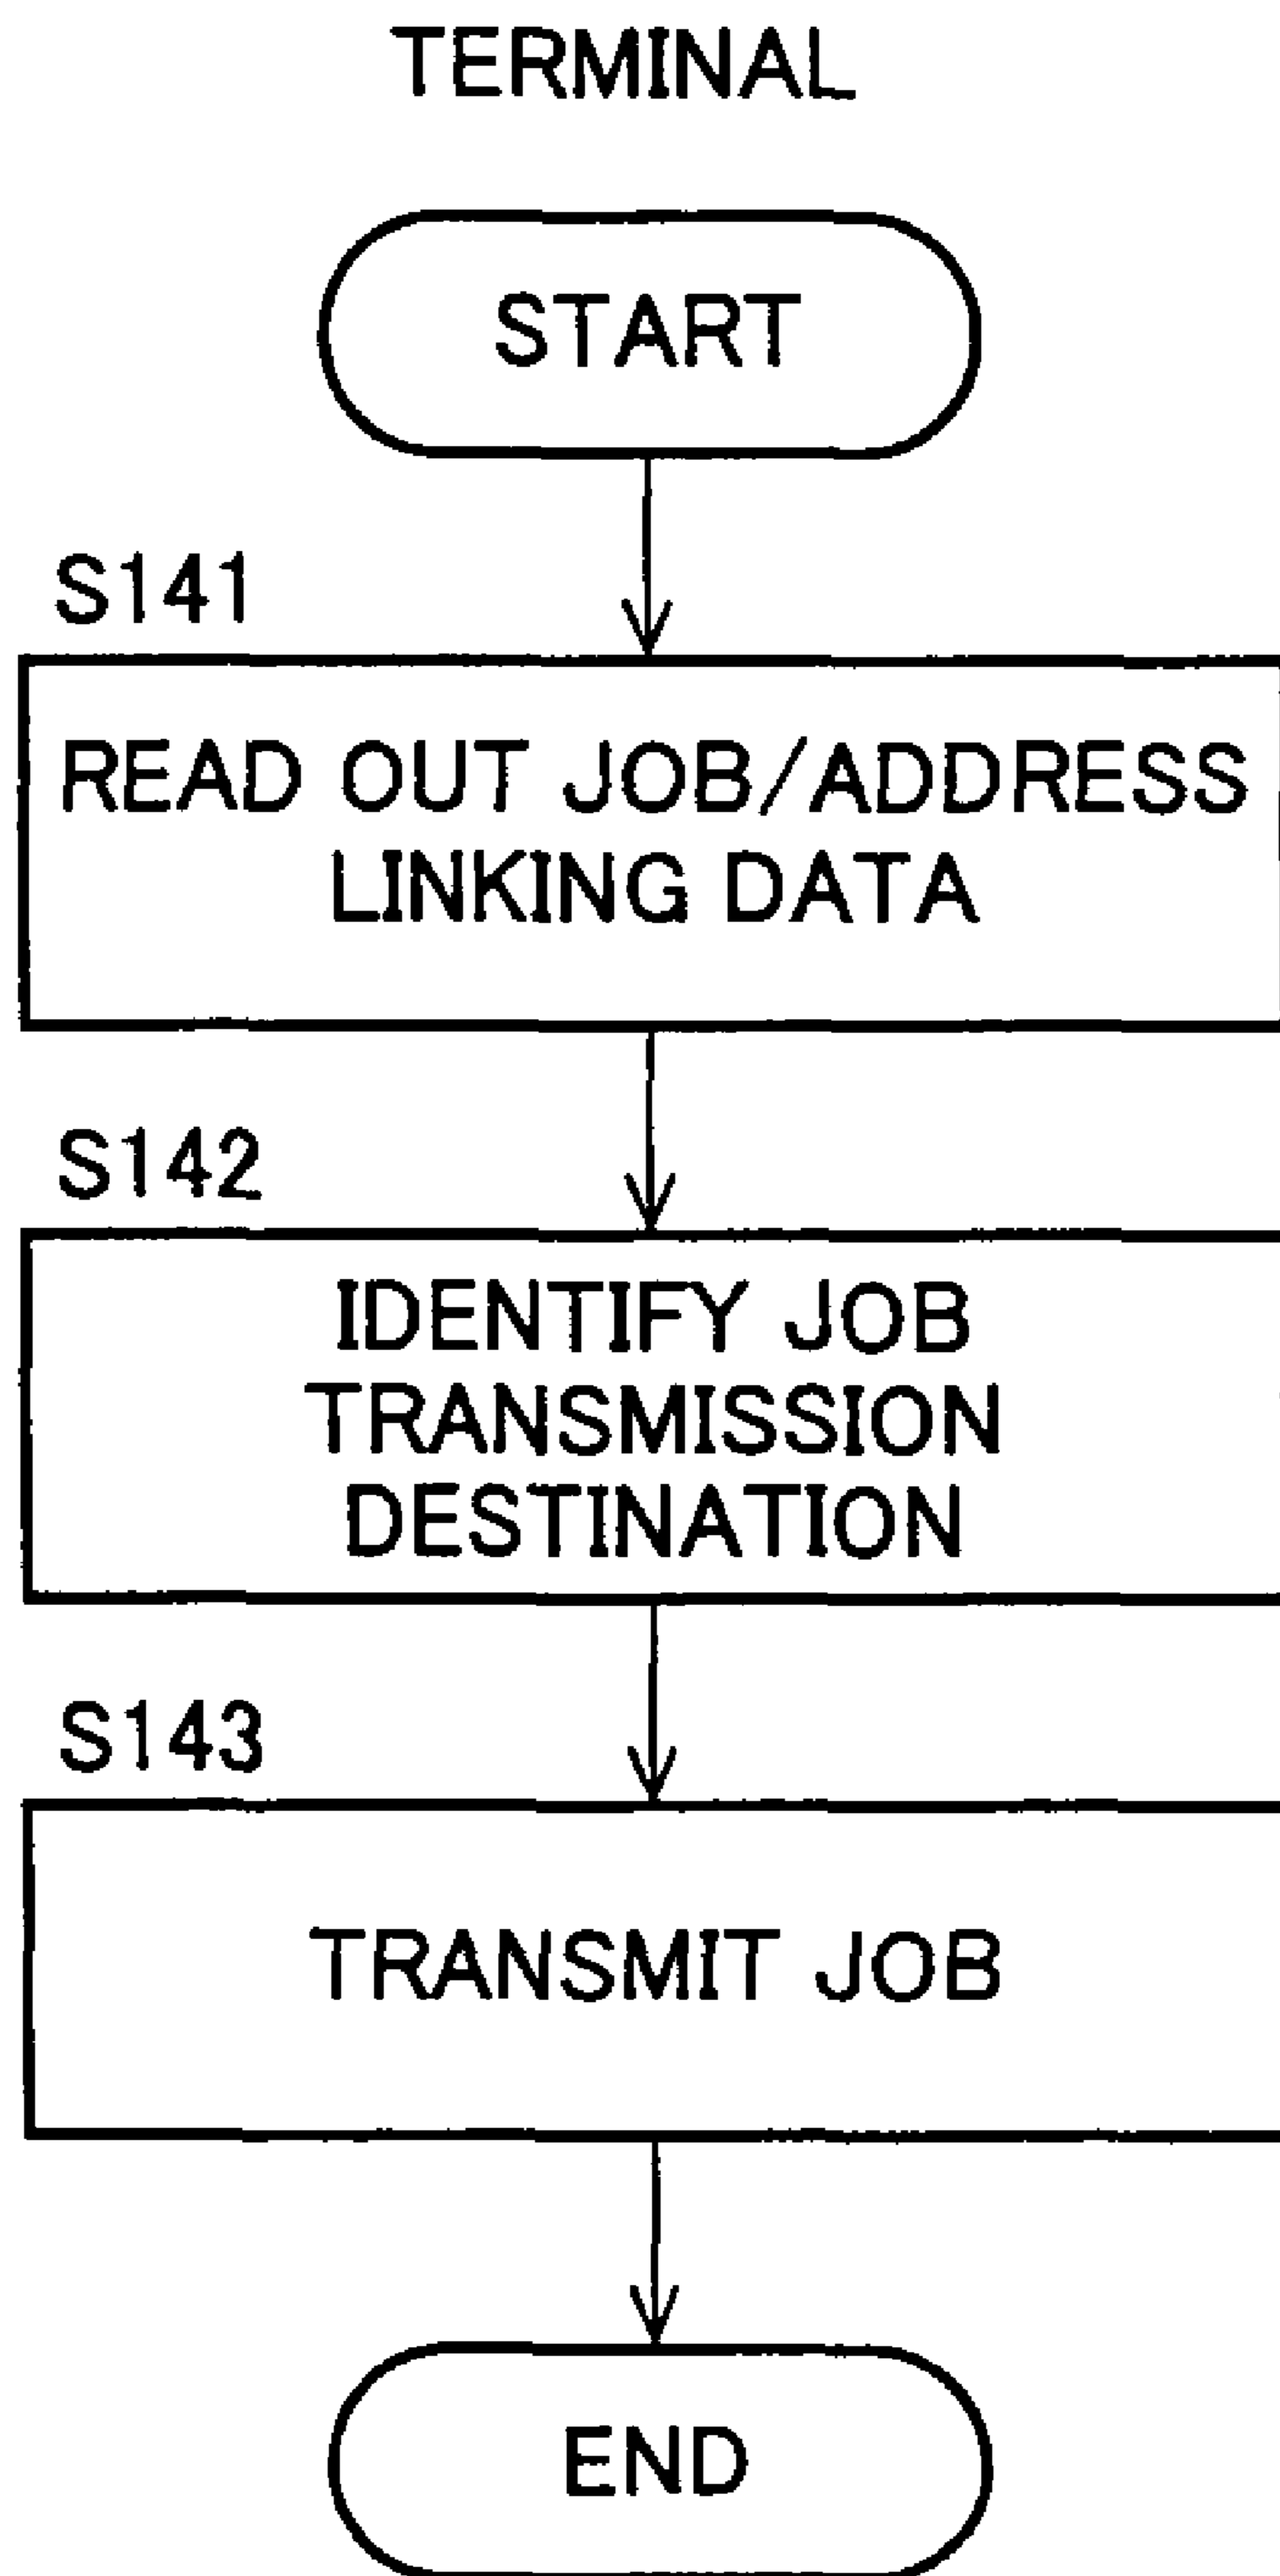 TERMINAL
START
S141
READ OUT JOB/ADDRESS
LINKING DATA
S142
IDENTIFY JOB
TRANSMISSION
DESTINATION
S143
TRANSMIT JOB
END